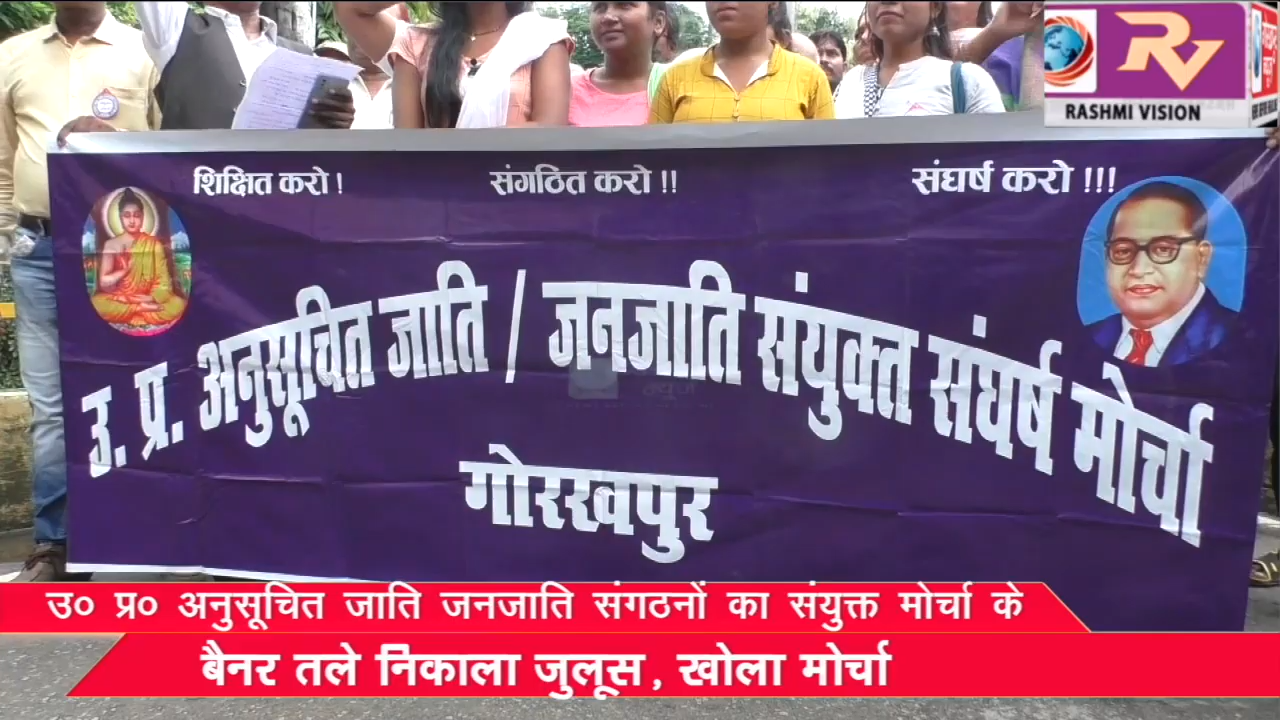 RASHMI VISION
शिक्षित करो ! संगठित करो !! संघर्ष करो !!!
उ. प्र. अनुसूचित जाति / जनजाति संयुक्त संघर्ष मोर्चा
गोरखपुर
उ० प्र० अनुसूचित जाति जनजाति संगठनों का संयुक्त मोर्चा के
बैनर तले निकाला जुलूस, खोला मोर्चा